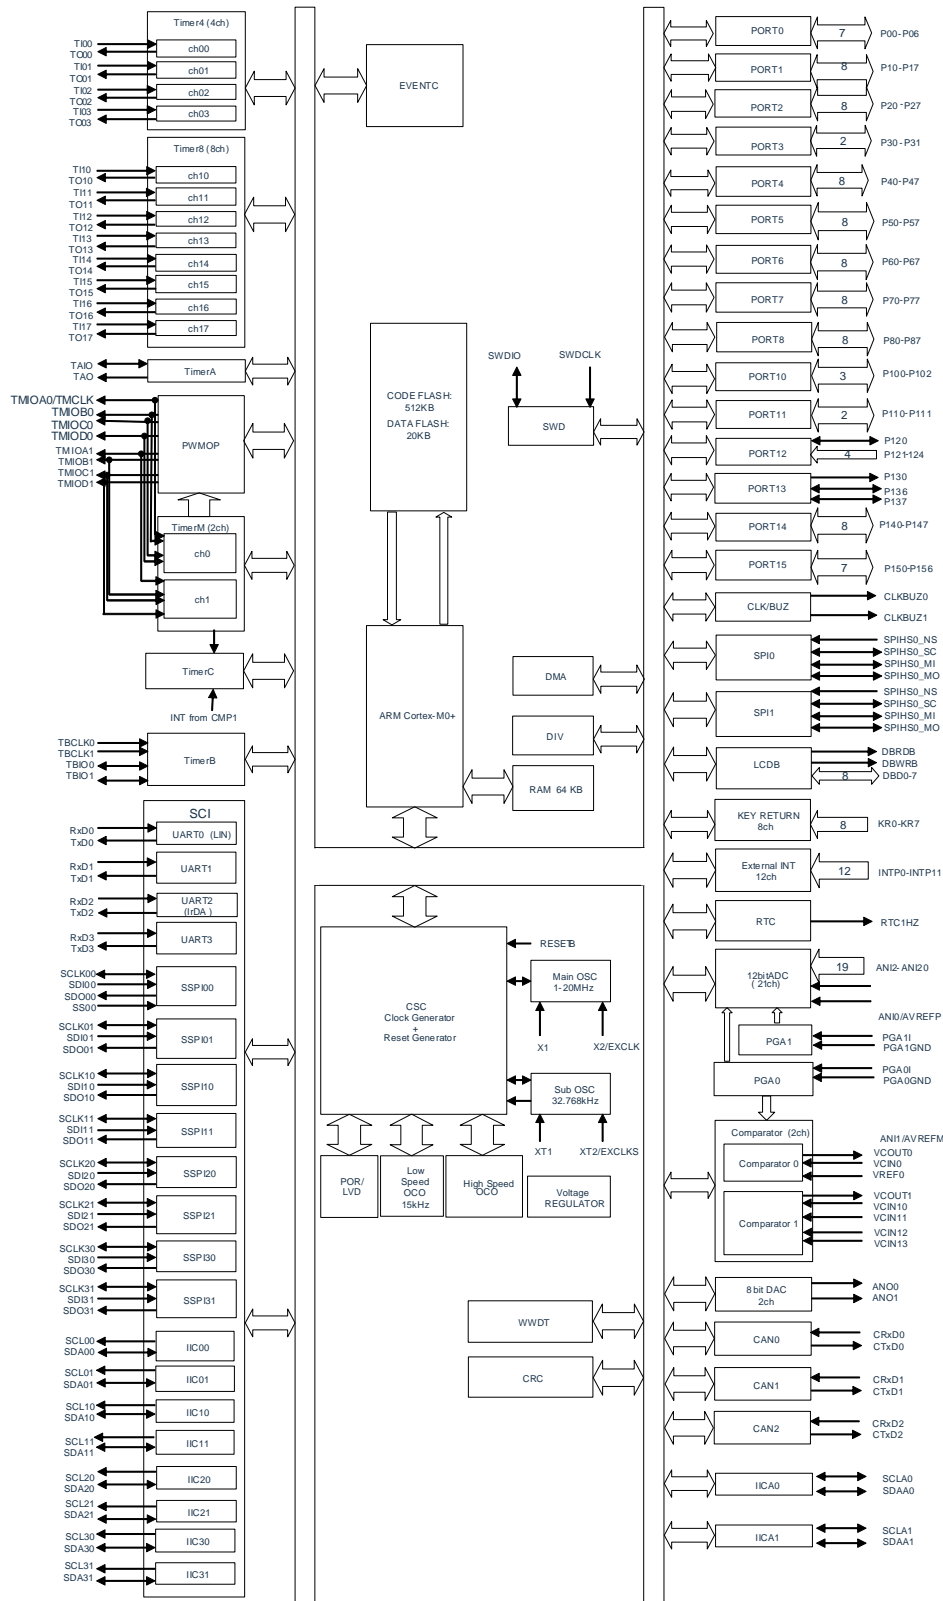 Timer4 (4ch)
TI00
TO00
ch00
TI01
TO01
ch01
TI02
TO02
ch02
TI03
TO03
ch03
Timer8 (8ch)
TI10
TO10
ch10
TI11
TO11
ch11
TI12
TO12
ch12
TI13
TO13
ch13
TI14
TO14
ch14
TI15
TO15
ch15
TI16
TO16
ch16
TI17
TO17
ch17
TAIO
TAO
TimerA
TMIOA0/TMCLK
TMIOB0
TMIOC0
TMIOD0
TMIOA1
TMIOB1
TMIOC1
TMIOD1
PWMOP
TimerM (2ch)
ch0
ch1
TimerC
INT from CMP1
TBCLK0
TBCLK1
TBIO0
TBIO1
TimerB
SCI
RxD0
TxD0
UART0 (LIN)
RxD1
TxD1
UART1
RxD2
TxD2
UART2
(IrDA )
RxD3
TxD3
UART3
SCLK00
SDI00
SDO00
SS00
SSPI00
SCLK01
SDI01
SDO01
SSPI01
SCLK10
SDI10
SDO10
SSPI10
SCLK11
SDI11
SDO11
SSPI11
SCLK20
SDI20
SDO20
SSPI20
SCLK21
SDI21
SDO21
SSPI21
SCLK30
SDI30
SDO30
SSPI30
SCLK31
SDI31
SDO31
SSPI31
SCL00
SDA00
IIC00
SCL01
SDA01
IIC01
SCL10
SDA10
IIC10
SCL11
SDA11
IIC11
SCL20
SDA20
IIC20
SCL21
SDA21
IIC21
SCL30
SDA30
IIC30
SCL31
SDA31
IIC31
EVENTC
CODE FLASH:
512KB
DATA FLASH:
20KB
SWDIO
SWDCLK
SWD
ARM Cortex-M0+
DMA
DIV
RAM 64 KB
CSC
Clock Generator
+
Reset Generator
RESETB
Main OSC
1-20MHz
X1
X2/EXCLK
Sub OSC
32.768kHz
XT1
XT2/EXCLKS
POR/
LVD
Low
Speed
OCO
15kHz
High Speed
OCO
Voltage
REGULATOR
WWDT
CRC
PORT0
7
P00-P06
PORT1
8
P10-P17
PORT2
8
P20 -P27
PORT3
2
P30-P31
PORT4
8
P40-P47
PORT5
8
P50-P57
PORT6
8
P60-P67
PORT7
8
P70-P77
PORT8
8
P80-P87
PORT10
3
P100-P102
PORT11
2
P110-P111
PORT12
P120
4
P121-124
PORT13
P130
P136
P137
PORT14
8
P140-P147
PORT15
7
P150-P156
CLK/BUZ
CLKBUZ0
CLKBUZ1
SPI0
SPIHS0_NS
SPIHS0_SC
SPIHS0_MI
SPIHS0_MO
SPI1
SPIHS0_NS
SPIHS0_SC
SPIHS0_MI
SPIHS0_MO
LCDB
DBRDB
DBWRB
8
DBD0-7
KEY RETURN
8ch
8
KR0-KR7
External INT
12ch
12
INTP0-INTP11
RTC
RTC1HZ
12bitADC
( 21ch)
19
ANI2- ANI20
ANI0/AVREFP
PGA1
PGA1I
PGA1GND
PGA0
PGA0I
PGA0GND
Comparator (2ch)
ANI1/AVREFM
Comparator 0
VCOUT0
VCIN0
VREF0
Comparator 1
VCOUT1
VCIN10
VCIN11
VCIN12
VCIN13
8bit DAC
2ch
ANO0
ANO1
CAN0
CRxD0
CTxD0
CAN1
CRxD1
CTxD1
CAN2
CRxD2
CTxD2
IICA0
SCLA0
SDAA0
IICA1
SCLA1
SDAA1